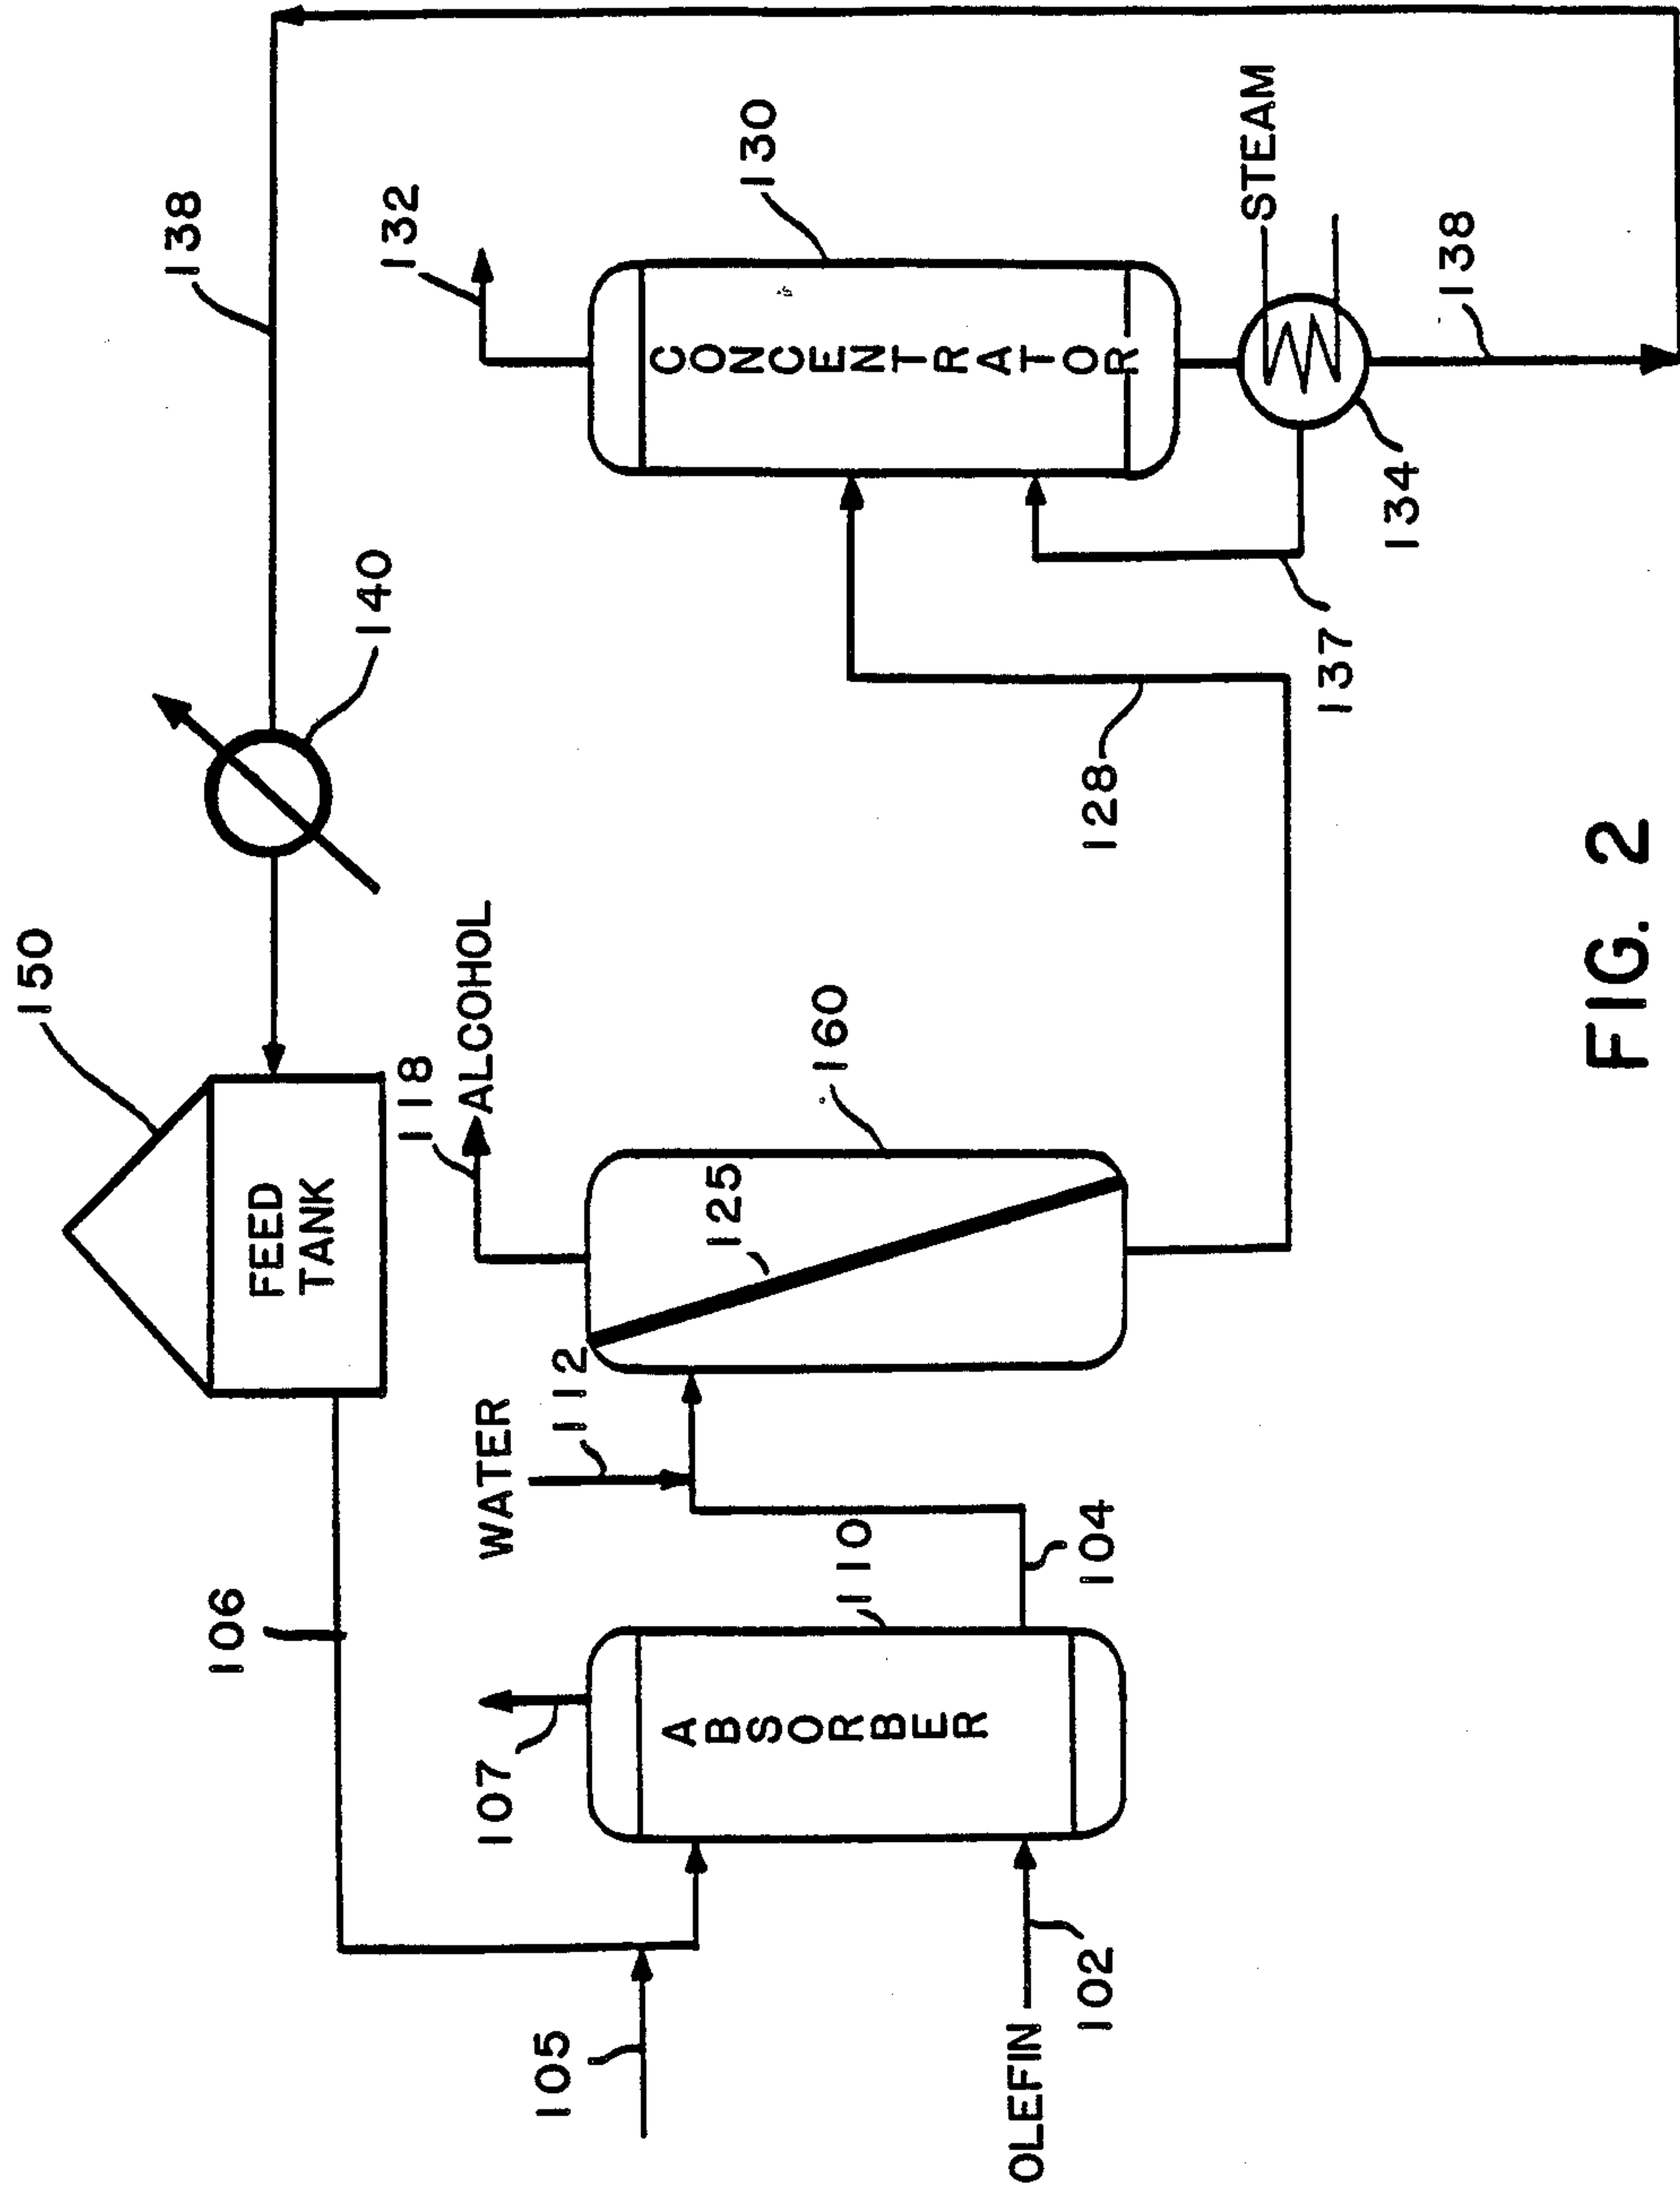 138
150
140
132
FEED
TANK
106
118
ALCOHOL
130
WATER
112
107
125
160
CONCENTRATOR
STEAM
ABSORBER
110
105
128
104
137
134
138
OLEFIN
102
FIG. 2